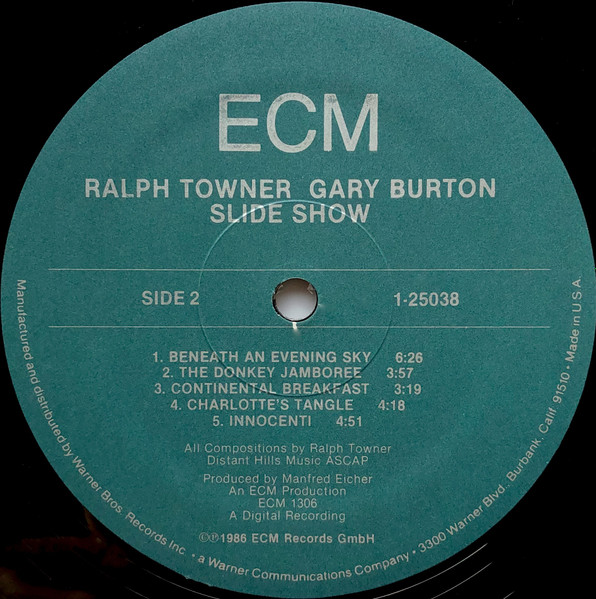 ECM
RALPH TOWNER GARY BURTON
SLIDE SHOW
SIDE 2
1-25038
1. BENEATH AN EVENING SKY 6:26
2. THE DONKEY JAMBOREE 3:57
3. CONTINENTAL BREAKFAST 3:19
4. CHARLOTTE'S TANGLE 4:18
5. INNOCENTI 4:51
All Compositions by Ralph Towner
Distant Hills Music ASCAP
Produced by Manfred Eicher
An ECM Production
ECM 1306
A Digital Recording
©℗1986 ECM Records GmbH
Manufactured and distributed by Warner Bros. Records Inc. • a Warner Communications Company • 3300 Warner Blvd., Burbank, Calif. 91510 • Made in U.S.A.